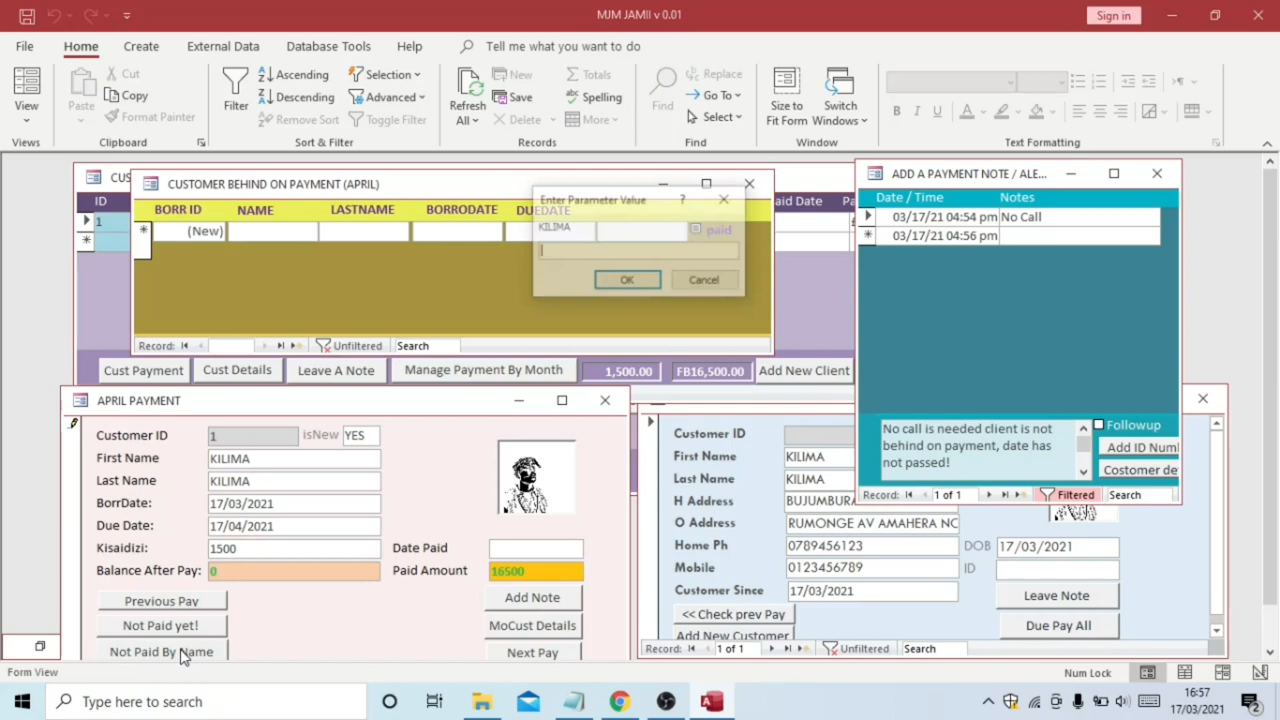 MJM JAMII v 0.01
Sign in
File Home Create External Data Database Tools Help Tell me what you want to do
View
Views
Paste
Cut
Copy
Format Painter
Clipboard
Filter
Ascending
Descending
Remove Sort
Selection
Advanced
Toggle Filter
Sort & Filter
Refresh All
New
Save
Delete
Totals
Spelling
More
Records
Find
Replace
Go To
Select
Find
Size to Fit Form
Switch Windows
Window
B I U A
Text Formatting
CUS
ID
1
aid Date Pa
CUSTOMER BEHIND ON PAYMENT (APRIL)
BORR ID NAME LASTNAME BORRODATE DUEDATE
(New)
paid
Record: Unfiltered Search
Enter Parameter Value ?
KILIMA
OK Cancel
Cust Payment Cust Details Leave A Note Manage Payment By Month 1,500.00 FB16,500.00 Add New Client
ADD A PAYMENT NOTE / ALE...
Date / Time Notes
03/17/21 04:54 pm No Call
03/17/21 04:56 pm
No call is needed client is not
behind on payment, date has
not passed!
Followup
Add ID Num
Costomer de
Record: 1 of 1 Filtered Search
APRIL PAYMENT
Customer ID 1 isNew YES
First Name KILIMA
Last Name KILIMA
BorrDate: 17/03/2021
Due Date: 17/04/2021
Kisaidizi: 1500 Date Paid
Balance After Pay: 0 Paid Amount 16500
Previous Pay Add Note
Not Paid yet! MoCust Details
Not Paid By Name Next Pay
Customer ID
First Name KILIMA
Last Name KILIMA
H Address BUJUMBURA
O Address RUMONGE AV AMAHERA NO
Home Ph 0789456123 DOB 17/03/2021
Mobile 0123456789 ID
Customer Since 17/03/2021 Leave Note
<< Check prev Pay Due Pay All
Add New Customer
Record: 1 of 1 Unfiltered Search
Form View Num Lock
Type here to search
16:57
17/03/2021
2